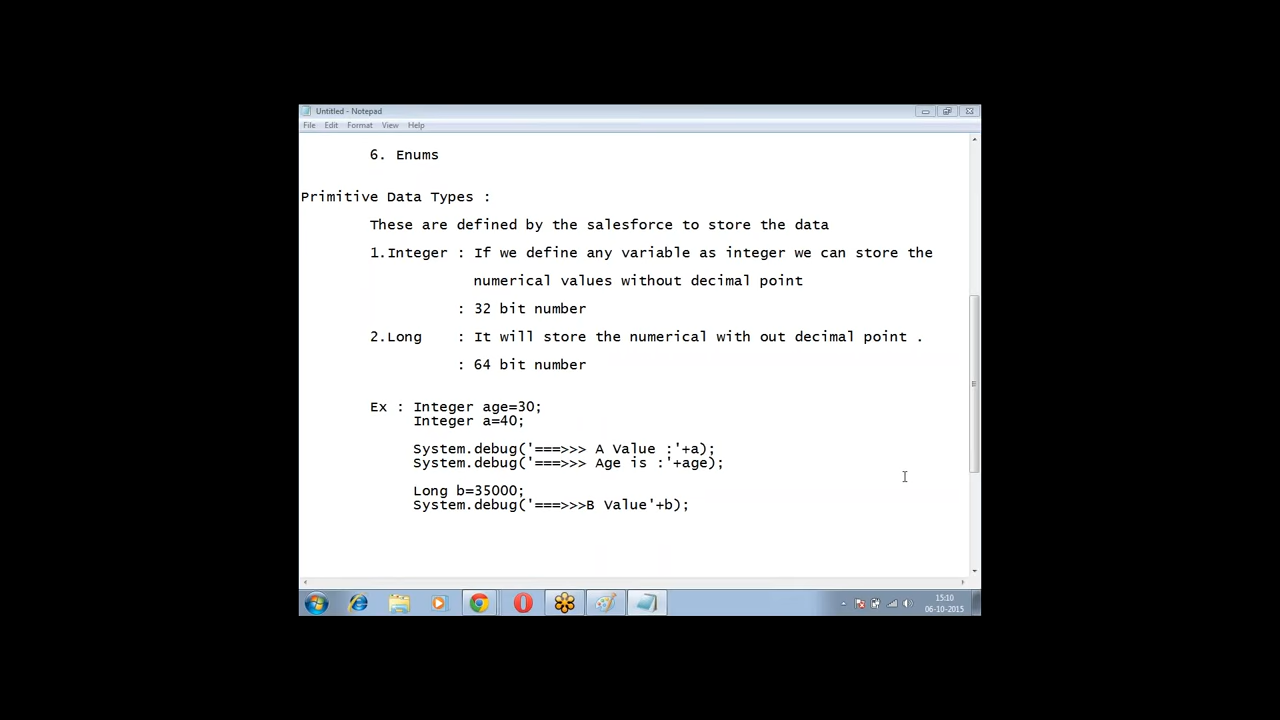 Untitled - Notepad
File Edit Format View Help
6. Enums
Primitive Data Types :
These are defined by the salesforce to store the data
1.Integer : If we define any variable as integer we can store the
numerical values without decimal point
: 32 bit number
2.Long : It will store the numerical with out decimal point .
: 64 bit number
Ex : Integer age=30;
Integer a=40;
System.debug('===>>> A Value :'+a);
System.debug('===>>> Age is :'+age);
Long b=35000;
System.debug('===>>>B Value'+b);
15:10
06-10-2015